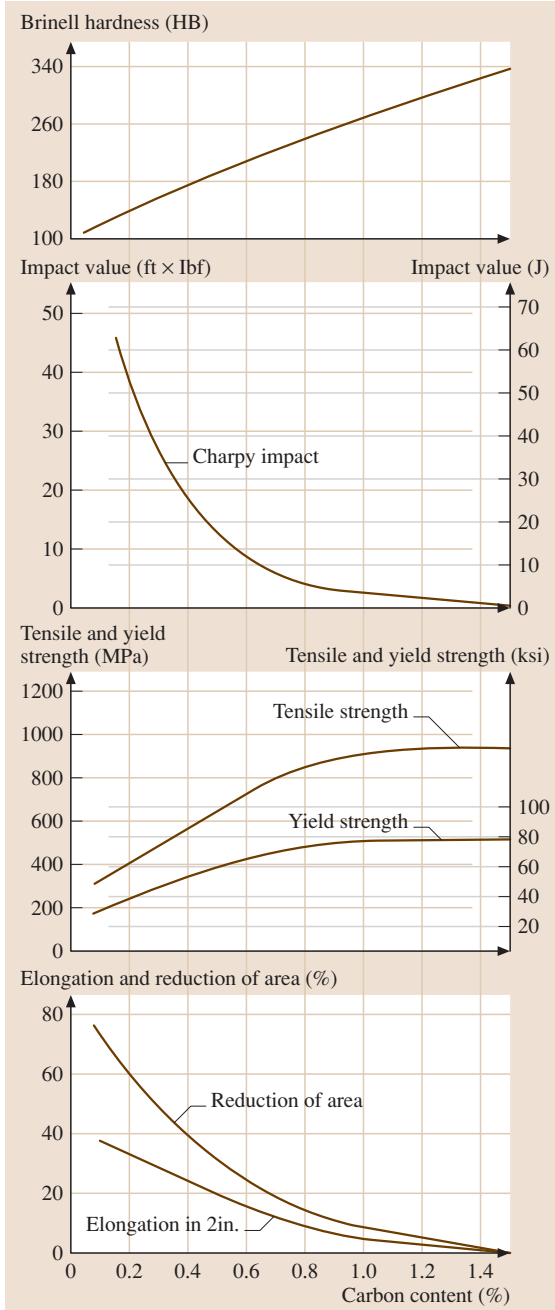 Brinell hardness (HB)
340
260
180
100
Impact value (ft × Ibf)
Impact value (J)
50
40
30
20
10
0
70
60
50
40
30
20
10
0
Charpy impact
Tensile and yield
strength (MPa)
Tensile and yield strength (ksi)
1200
1000
800
600
400
200
0
100
80
60
40
20
Tensile strength
Yield strength
Elongation and reduction of area (%)
80
60
40
20
0
Reduction of area
Elongation in 2in.
0 0.2 0.4 0.6 0.8 1.0 1.2 1.4
Carbon content (%)